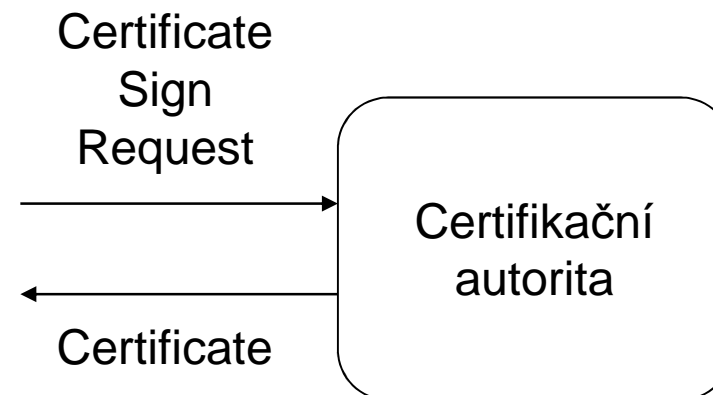 Certificate
Sign
Request
Certifikační
autorita
Certificate